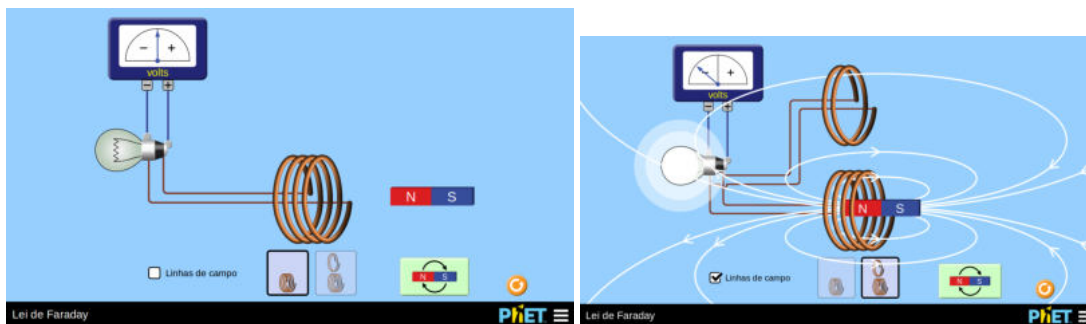 - +
volts
- +
N S
Linhas de campo
N S
Lei de Faraday
PhET
- +
volts
- +
N S
Linhas de campo
N S
Lei de Faraday
PhET